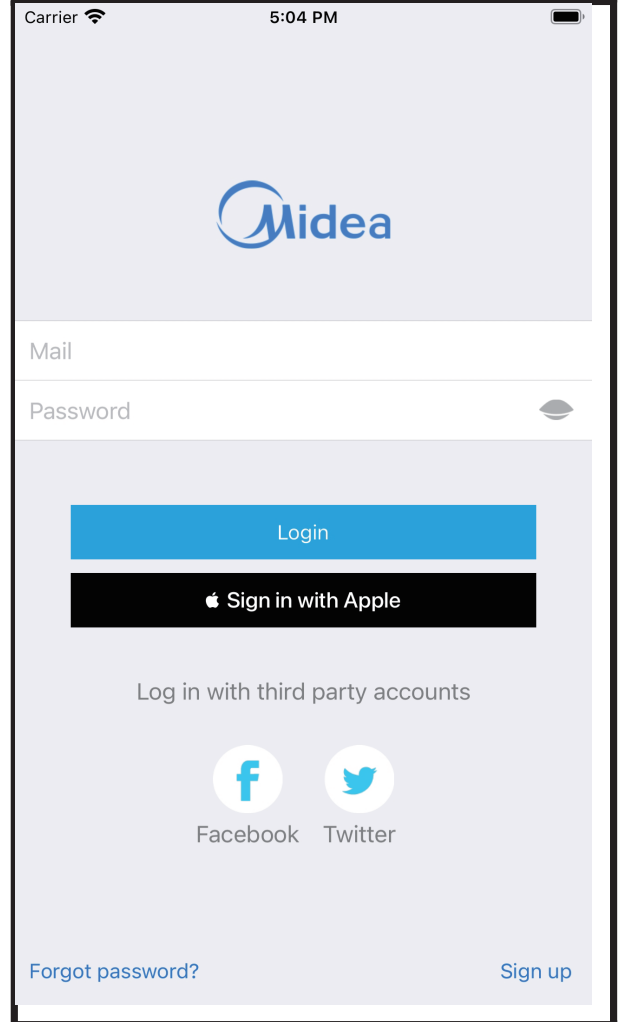 Carrier 5:04 PM
Midea
Mail
Password
Login
Sign in with Apple
Log in with third party accounts
Facebook Twitter
Forgot password? Sign up